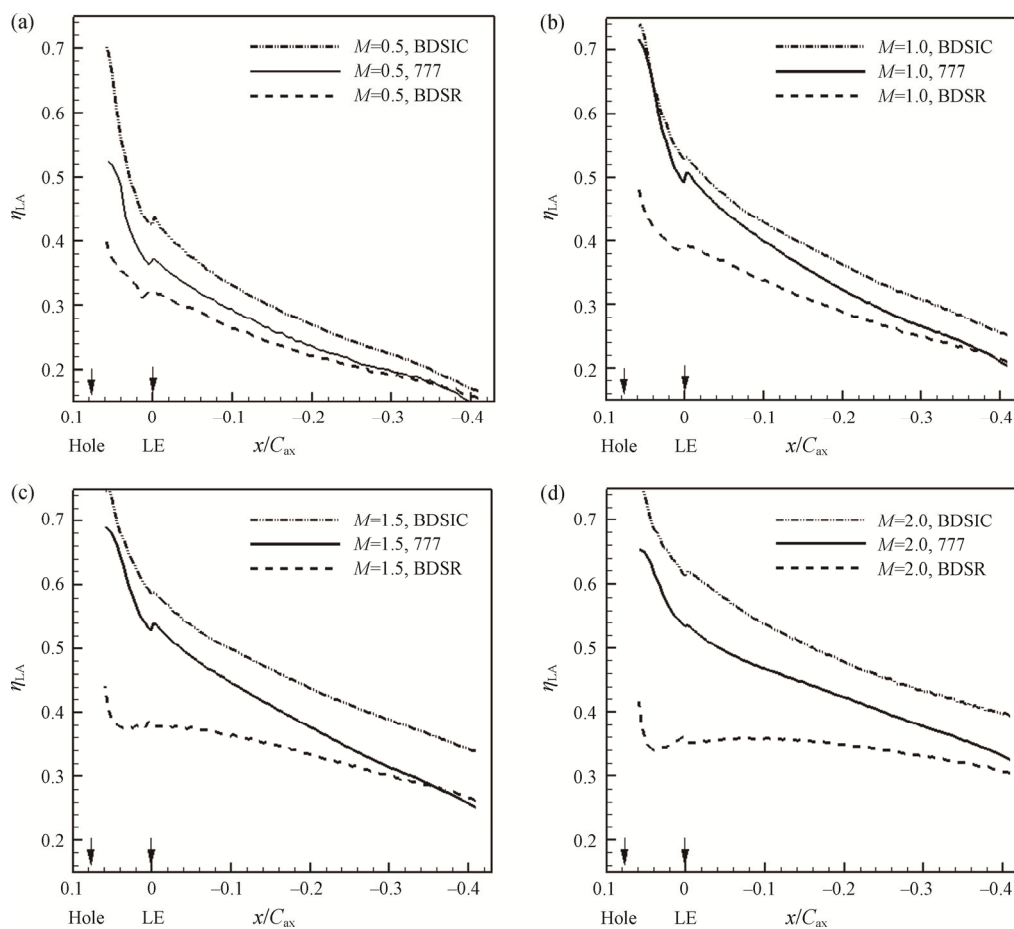 (a)
M=0.5, BDSIC
M=0.5, 777
M=0.5, BDSR
0.7
0.6
0.5
0.4
0.3
0.2
ηLA
0.1 0 –0.1 –0.2 –0.3 –0.4
Hole LE x/Cax
(b)
M=1.0, BDSIC
M=1.0, 777
M=1.0, BDSR
0.7
0.6
0.5
0.4
0.3
0.2
ηLA
0.1 0 –0.1 –0.2 –0.3 –0.4
Hole LE x/Cax
(c)
M=1.5, BDSIC
M=1.5, 777
M=1.5, BDSR
0.7
0.6
0.5
0.4
0.3
0.2
ηLA
0.1 0 –0.1 –0.2 –0.3 –0.4
Hole LE x/Cax
(d)
M=2.0, BDSIC
M=2.0, 777
M=2.0, BDSR
0.7
0.6
0.5
0.4
0.3
0.2
ηLA
0.1 0 –0.1 –0.2 –0.3 –0.4
Hole LE x/Cax